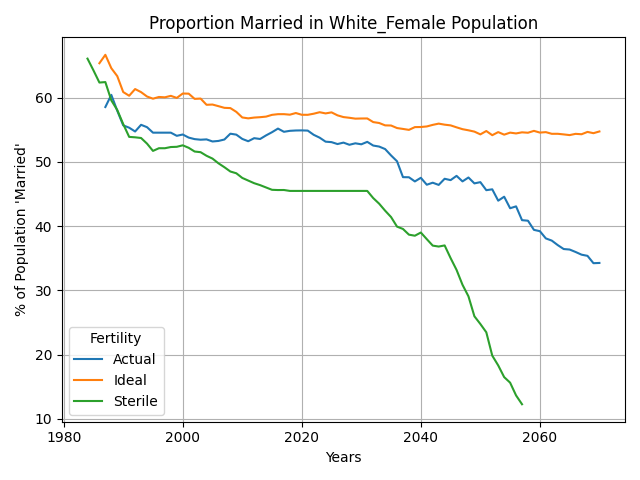 Proportion Married in White_Female Population
% of Population 'Married'
60
50
40
30
20
10
Fertility
Actual
Ideal
Sterile
1980
2000
2020
2040
2060
Years